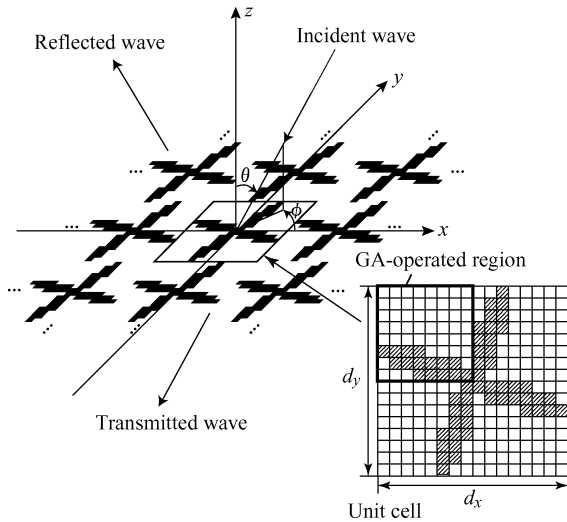 z
Reflected wave
Incident wave
y
...
...
θ
...
...
ϕ
...
...
x
GA-operated region
...
...
...
d_y
Transmitted wave
d_x
Unit cell